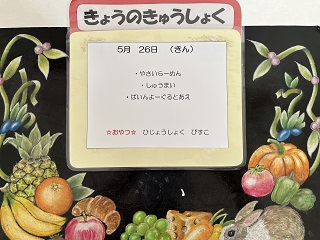 きょうのきゅうしょく
5月 26日 (きん)
・やさいらーめん
・しゅうまい
・ぱいんよーぐるとあえ
☆おやつ☆ ひじょうしょく びすこ